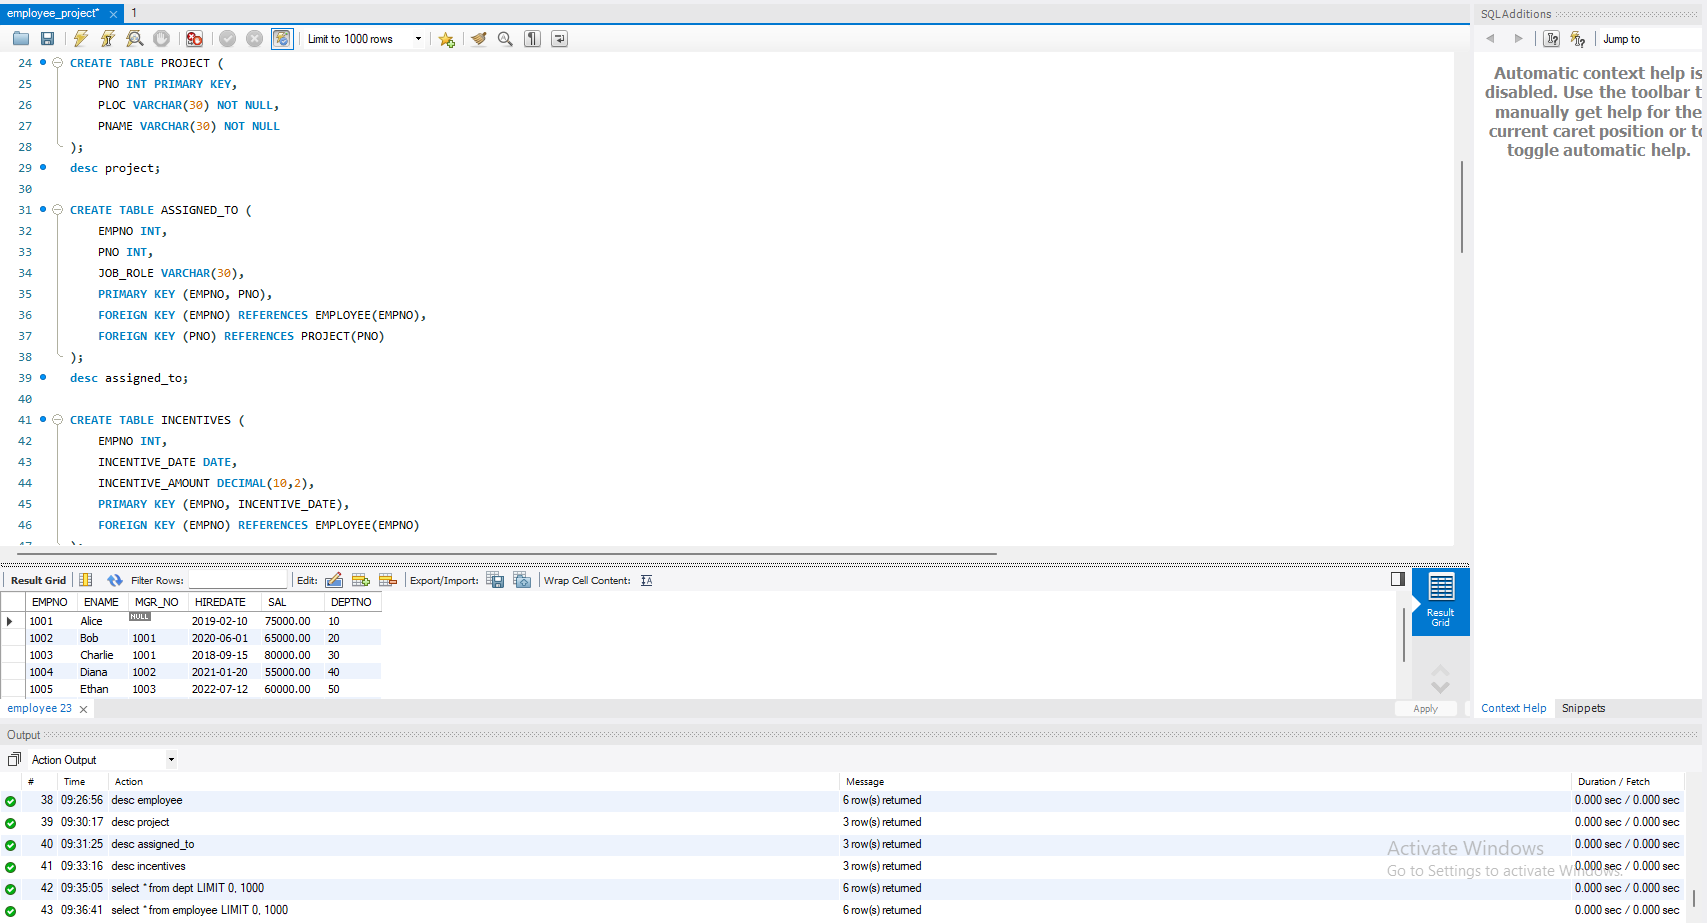 employee_project* × 1
Limit to 1000 rows
SQLAdditions
Jump to
24 CREATE TABLE PROJECT (
25 PNO INT PRIMARY KEY,
26 PLOC VARCHAR(30) NOT NULL,
27 PNAME VARCHAR(30) NOT NULL
28 );
29 desc project;
30
31 CREATE TABLE ASSIGNED_TO (
32 EMPNO INT,
33 PNO INT,
34 JOB_ROLE VARCHAR(30),
35 PRIMARY KEY (EMPNO, PNO),
36 FOREIGN KEY (EMPNO) REFERENCES EMPLOYEE(EMPNO),
37 FOREIGN KEY (PNO) REFERENCES PROJECT(PNO)
38 );
39 desc assigned_to;
40
41 CREATE TABLE INCENTIVES (
42 EMPNO INT,
43 INCENTIVE_DATE DATE,
44 INCENTIVE_AMOUNT DECIMAL(10,2),
45 PRIMARY KEY (EMPNO, INCENTIVE_DATE),
46 FOREIGN KEY (EMPNO) REFERENCES EMPLOYEE(EMPNO)
47 );
Automatic context help is
disabled. Use the toolbar t
manually get help for the
current caret position or to
toggle automatic help.
Result Grid Filter Rows: Edit: Export/Import: Wrap Cell Content:
EMPNO ENAME MGR_NO HIREDATE SAL DEPTNO
1001 Alice NULL 2019-02-10 75000.00 10
1002 Bob 1001 2020-06-01 65000.00 20
1003 Charlie 1001 2018-09-15 80000.00 30
1004 Diana 1002 2021-01-20 55000.00 40
1005 Ethan 1003 2022-07-12 60000.00 50
Result
Grid
employee 23 ×
Apply
Context Help Snippets
Output
Action Output
# Time Action Message Duration / Fetch
38 09:26:56 desc employee 6 row(s) returned 0.000 sec / 0.000 sec
39 09:30:17 desc project 3 row(s) returned 0.000 sec / 0.000 sec
40 09:31:25 desc assigned_to 3 row(s) returned 0.000 sec / 0.000 sec
41 09:33:16 desc incentives 3 row(s) returned 0.000 sec / 0.000 sec
42 09:35:05 select * from dept LIMIT 0, 1000 6 row(s) returned 0.000 sec / 0.000 sec
43 09:36:41 select * from employee LIMIT 0, 1000 6 row(s) returned 0.000 sec / 0.000 sec
Activate Windows
Go to Settings to activate Windows.